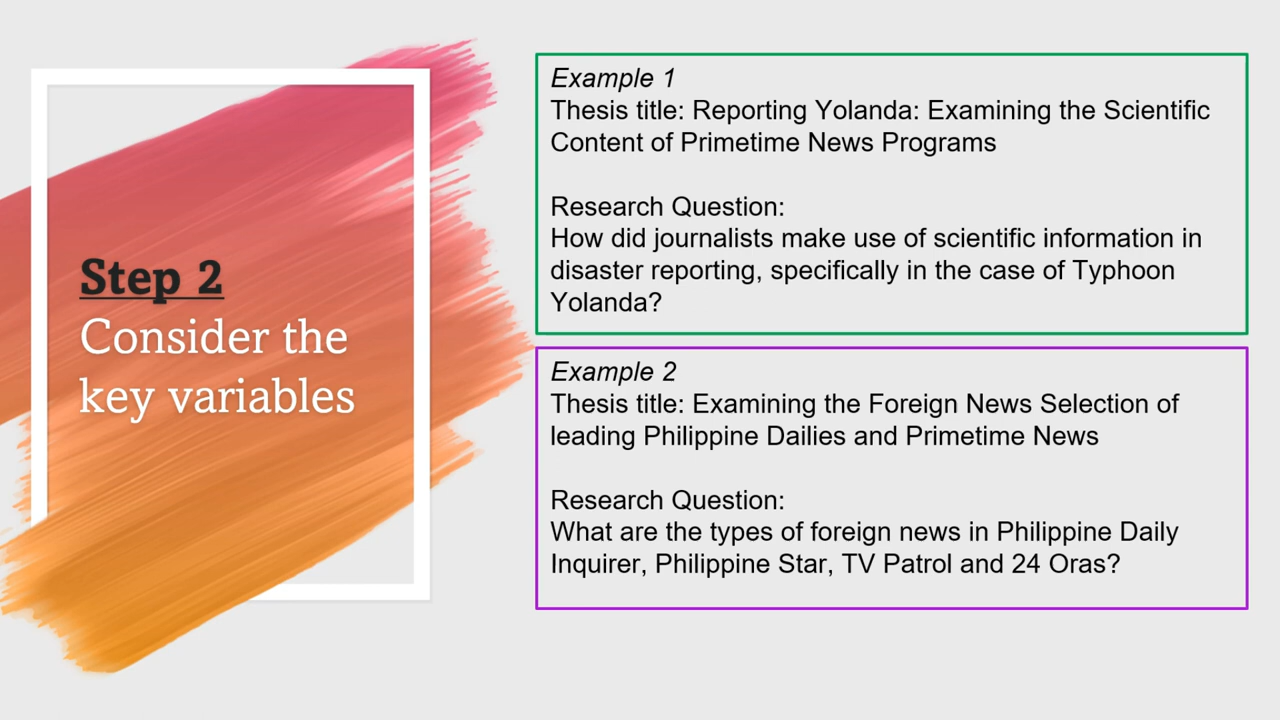 Step 2
Consider the
key variables
Example 1
Thesis title: Reporting Yolanda: Examining the Scientific
Content of Primetime News Programs
Research Question:
How did journalists make use of scientific information in
disaster reporting, specifically in the case of Typhoon
Yolanda?
Example 2
Thesis title: Examining the Foreign News Selection of
leading Philippine Dailies and Primetime News
Research Question:
What are the types of foreign news in Philippine Daily
Inquirer, Philippine Star, TV Patrol and 24 Oras?